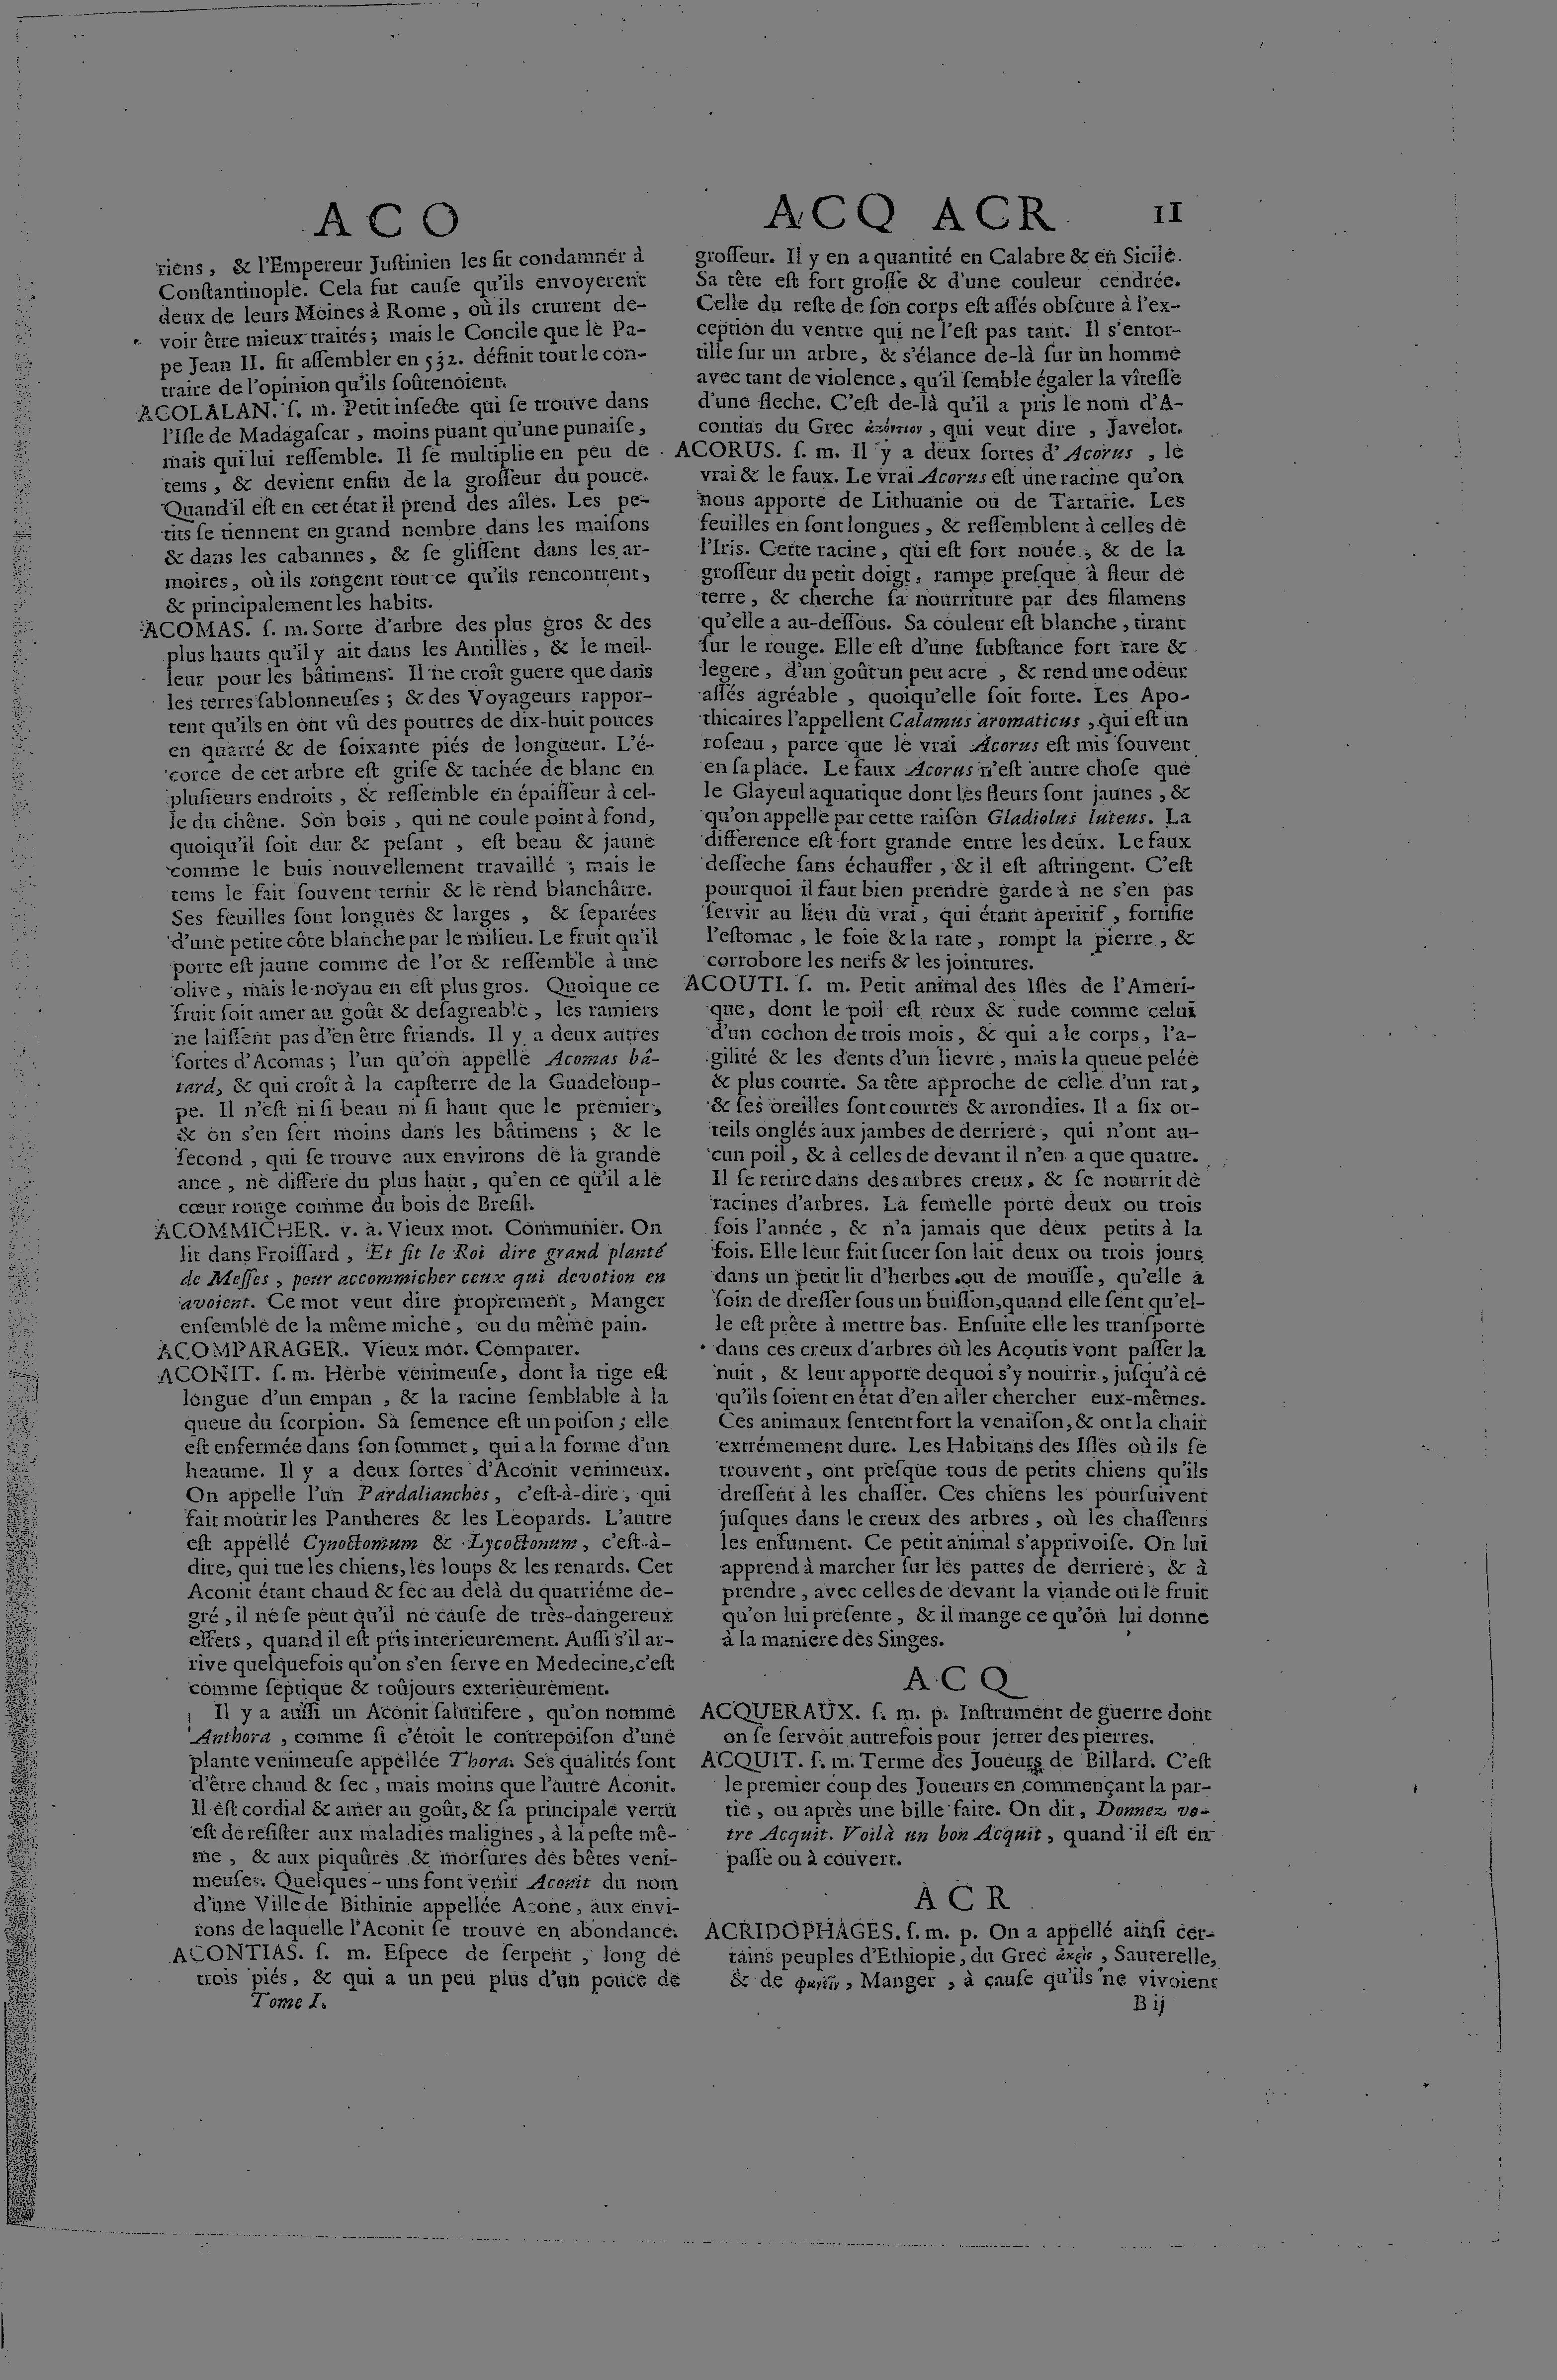 ACO
riens, & l'Empereur Juſtinien les fit condamner à
Conſtantinople. Cela fut cauſe qu'ils envoyerent
deux de leurs Moines à Rome, où ils crurent de-
voir être mieux traités; mais le Concile que le Pa-
pe Jean II. fit aſſembler en 532. définit tout le con-
traire de l'opinion qu'ils ſoûtenoient.
ACOLALAN. ſ. m. Petit inſecte qui ſe trouve dans
l'Iſle de Madagaſcar, moins puant qu'une punaiſe,
mais qui lui reſſemble. Il ſe multiplie en peu de
tems, & devient enfin de la groſſeur du pouce.
Quand il eſt en cet état il prend des aîles. Les pe-
tits ſe tiennent en grand nombre dans les maiſons
& dans les cabannes, & ſe gliſſent dans les ar-
moires, où ils rongent tout ce qu'ils rencontrent,
& principalement les habits.
ACOMAS. ſ. m. Sorte d'arbre des plus gros & des
plus hauts qu'il y ait dans les Antilles, & le meil-
leur pour les bâtimens. Il ne croît guere que dans
les terres ſablonneuſes; & des Voyageurs rappor-
tent qu'ils en ont vû des poutres de dix-huit pouces
en quarré & de ſoixante piés de longueur. L'é-
corce de cet arbre eſt griſe & tachée de blanc en
pluſieurs endroits, & reſſemble en épaiſſeur à cel-
le du chêne. Son bois, qui ne coule point à fond,
quoiqu'il ſoit dur & peſant, eſt beau & jaune
comme le buis nouvellement travaillé; mais le
tems le fait ſouvent ternir & le rend blanchâtre.
Ses feuilles ſont longues & larges, & ſeparées
d'une petite côte blanche par le milieu. Le fruit qu'il
porte eſt jaune comme de l'or & reſſemble à une
olive, mais le noyau en eſt plus gros. Quoique ce
fruit ſoit amer au goût & deſagreable, les ramiers
ne laiſſent pas d'en être friands. Il y a deux autres
ſortes d'Acomas; l'un qu'on appelle Acomas bâ-
tard, & qui croît à la capſterre de la Guadeloup-
pe. Il n'eſt ni ſi beau ni ſi haut que le premier,
& on s'en ſert moins dans les bâtimens; & le
ſecond, qui ſe trouve aux environs de la grande
ance, ne differe du plus haut, qu'en ce qu'il a le
cœur rouge comme du bois de Breſil.
ACOMMICHER. v. a. Vieux mot. Communier. On
lit dans Froiſſard, Et fit le Roi dire grand planté
de Meſſes, pour accommicher ceux qui devotion en
avoient. Ce mot veut dire proprement, Manger
enſemble de la même miche, ou du même pain.
ACOMPARAGER. Vieux mot. Comparer.
ACONIT. ſ. m. Herbe venimeuſe, dont la tige eſt
longue d'un empan, & la racine ſemblable à la
queue du ſcorpion. Sa ſemence eſt un poiſon; elle
eſt enfermée dans ſon ſommet, qui a la forme d'un
heaume. Il y a deux ſortes d'Aconit venimeux.
On appelle l'un Pardalianches, c'eſt-à-dire, qui
fait mourir les Pantheres & les Leopards. L'autre
eſt appellé Cynoctomum & Lycoctonum, c'eſt-à-
dire, qui tue les chiens, les loups & les renards. Cet
Aconit étant chaud & ſec au delà du quatriéme de-
gré, il ne ſe peut qu'il ne cauſe de très-dangereux
effets, quand il eſt pris interieurement. Auſſi s'il ar-
rive quelquefois qu'on s'en ſerve en Medecine, c'eſt
comme ſeptique & toûjours exterieurement.
Il y a auſſi un Aconit ſalutifere, qu'on nomme
Anthora, comme ſi c'étoit le contrepoiſon d'une
plante venimeuſe appellée Thora. Ses qualités ſont
d'être chaud & ſec, mais moins que l'autre Aconit.
Il eſt cordial & amer au goût, & ſa principale vertu
eſt de reſiſter aux maladies malignes, à la peſte mê-
me, & aux piquûres & morſures des bêtes veni-
meuſes. Quelques-uns font venir Aconit du nom
d'une Ville de Bithinie appellée Acone, aux envi-
rons de laquelle l'Aconit ſe trouve en abondance.
ACONTIAS. ſ. m. Eſpece de ſerpent, long de
trois piés, & qui a un peu plus d'un pouce de
Tome I.
ACQ ACR 11
groſſeur. Il y en a quantité en Calabre & en Sicile.
Sa tête eſt fort groſſe & d'une couleur cendrée.
Celle du reſte de ſon corps eſt aſſés obſcure à l'ex-
ception du ventre qui ne l'eſt pas tant. Il s'entor-
tille ſur un arbre, & s'élance de-là ſur un homme
avec tant de violence, qu'il ſemble égaler la vîteſſe
d'une fleche. C'eſt de-là qu'il a pris le nom d'A-
contias du Grec ἀκόντιον, qui veut dire, Javelot.
ACORUS. ſ. m. Il y a deux ſortes d'Acorus, le
vrai & le faux. Le vrai Acorus eſt une racine qu'on
nous apporte de Lithuanie ou de Tartarie. Les
feuilles en ſont longues, & reſſemblent à celles de
l'Iris. Cette racine, qui eſt fort nouée, & de la
groſſeur du petit doigt, rampe preſque à fleur de
terre, & cherche ſa nourriture par des filamens
qu'elle a au-deſſous. Sa couleur eſt blanche, tirant
ſur le rouge. Elle eſt d'une ſubſtance fort rare &
legere, d'un goût un peu acre, & rend une odeur
aſſés agréable, quoiqu'elle ſoit forte. Les Apo-
thicaires l'appellent Calamus aromaticus, qui eſt un
roſeau, parce que le vrai Acorus eſt mis ſouvent
en ſa place. Le faux Acorus n'eſt autre choſe que
le Glayeul aquatique dont les fleurs ſont jaunes, &
qu'on appelle par cette raiſon Gladiolus luteus. La
difference eſt fort grande entre les deux. Le faux
deſſeche ſans échauffer, & il eſt aſtringent. C'eſt
pourquoi il faut bien prendre garde à ne s'en pas
ſervir au lieu du vrai, qui étant aperitif, fortifie
l'eſtomac, le foie & la rate, rompt la pierre, &
corrobore les nerfs & les jointures.
ACOUTI. ſ. m. Petit animal des Iſles de l'Ameri-
que, dont le poil eſt roux & rude comme celui
d'un cochon de trois mois, & qui a le corps, l'a-
gilité & les dents d'un lievre, mais la queue pelée
& plus courte. Sa tête approche de celle d'un rat,
& ſes oreilles ſont courtes & arrondies. Il a ſix or-
teils onglés aux jambes de derriere, qui n'ont au-
cun poil, & à celles de devant il n'en a que quatre.
Il ſe retire dans des arbres creux, & ſe nourrit de
racines d'arbres. La femelle porte deux ou trois
fois l'année, & n'a jamais que deux petits à la
fois. Elle leur fait ſucer ſon lait deux ou trois jours
dans un petit lit d'herbes ou de mouſſe, qu'elle a
ſoin de dreſſer ſous un buiſſon, quand elle ſent qu'el-
le eſt prête à mettre bas. Enſuite elle les tranſporte
dans ces creux d'arbres où les Acoutis vont paſſer la
nuit, & leur apporte dequoi s'y nourrir, juſqu'à ce
qu'ils ſoient en état d'en aller chercher eux-mêmes.
Ces animaux ſentent fort la venaiſon, & ont la chair
extrémement dure. Les Habitans des Iſles où ils ſe
trouvent, ont preſque tous de petits chiens qu'ils
dreſſent à les chaſſer. Ces chiens les pourſuivent
juſques dans le creux des arbres, où les chaſſeurs
les enfument. Ce petit animal s'apprivoiſe. On lui
apprend à marcher ſur les pattes de derriere, & à
prendre, avec celles de devant la viande ou le fruit
qu'on lui preſente, & il mange ce qu'on lui donne
à la maniere des Singes.
ACQ
ACQUERAUX. ſ. m. p. Inſtrument de guerre dont
on ſe ſervoit autrefois pour jetter des pierres.
ACQUIT. ſ. m. Terme des Joueurs de Billard. C'eſt
le premier coup des Joueurs en commençant la par-
tie, ou après une bille faite. On dit, Donnez vo-
tre Acquit. Voilà un bon Acquit, quand il eſt en
paſſe ou à couvert.
ACR
ACRIDOPHAGES. ſ. m. p. On a appellé ainſi cer-
tains peuples d'Ethiopie, du Grec ἀκρὶς, Sauterelle,
& de φαγεῖν, Manger, à cauſe qu'ils ne vivoient
B ij